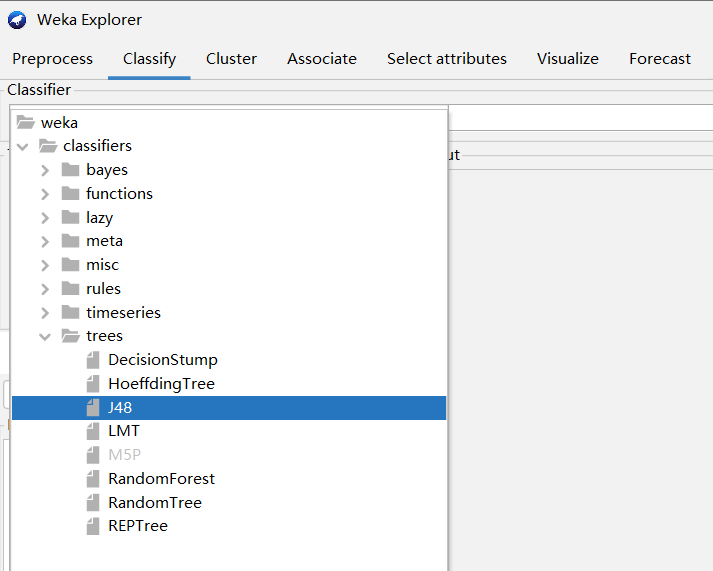 Weka Explorer
Preprocess Classify Cluster Associate Select attributes Visualize Forecast
Classifier
weka
classifiers
bayes
functions
lazy
meta
misc
rules
timeseries
trees
DecisionStump
HoeffdingTree
J48
LMT
M5P
RandomForest
RandomTree
REPTree